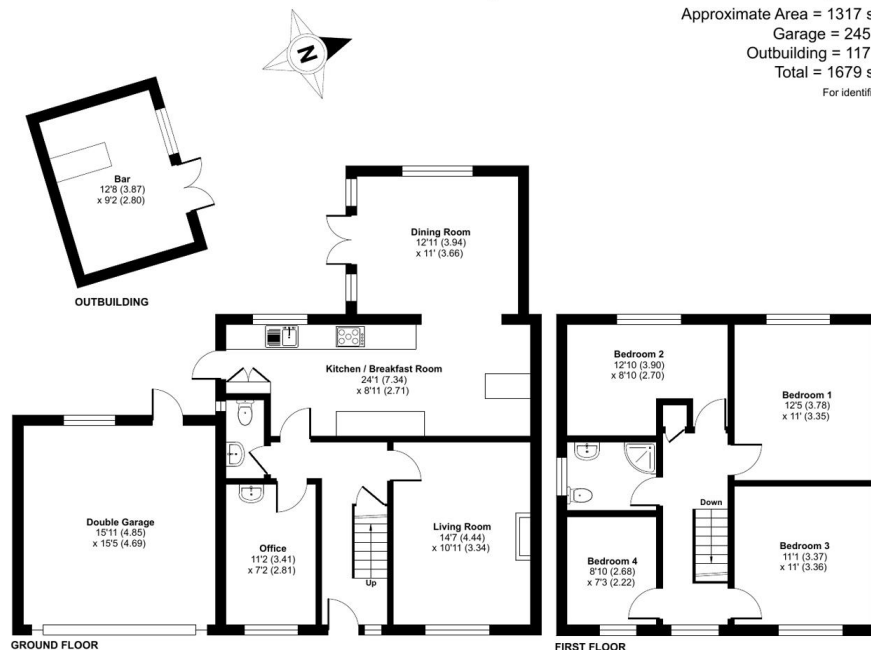 Approximate Area = 1317 s
Garage = 245
Outbuilding = 117
Total = 1679 s
For identifi
N
Bar
12'8 (3.87)
x 9'2 (2.80)
OUTBUILDING
Dining Room
12'11 (3.94)
x 11' (3.66)
Kitchen / Breakfast Room
24'1 (7.34)
x 8'11 (2.71)
Double Garage
15'11 (4.85)
x 15'5 (4.69)
Office
11'2 (3.41)
x 7'2 (2.81)
Up
Living Room
14'7 (4.44)
x 10'11 (3.34)
GROUND FLOOR
Bedroom 2
12'10 (3.90)
x 8'10 (2.70)
Bedroom 1
12'5 (3.78)
x 11' (3.35)
Down
Bedroom 4
8'10 (2.68)
x 7'3 (2.22)
Bedroom 3
11'1 (3.37)
x 11' (3.36)
FIRST FLOOR